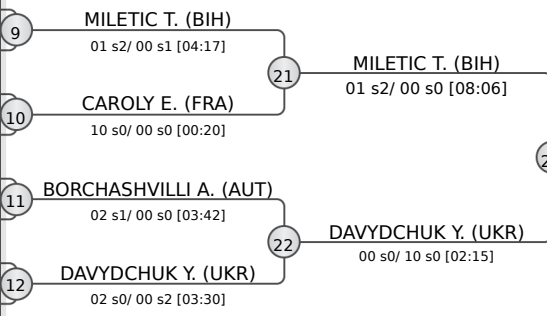 9
MILETIC T. (BIH)
01 s2/ 00 s1 [04:17]
21
MILETIC T. (BIH)
01 s2/ 00 s0 [08:06]
10
CAROLY E. (FRA)
10 s0/ 00 s0 [00:20]
11
BORCHASHVILLI A. (AUT)
02 s1/ 00 s0 [03:42]
22
DAVYDCHUK Y. (UKR)
00 s0/ 10 s0 [02:15]
12
DAVYDCHUK Y. (UKR)
02 s0/ 00 s2 [03:30]